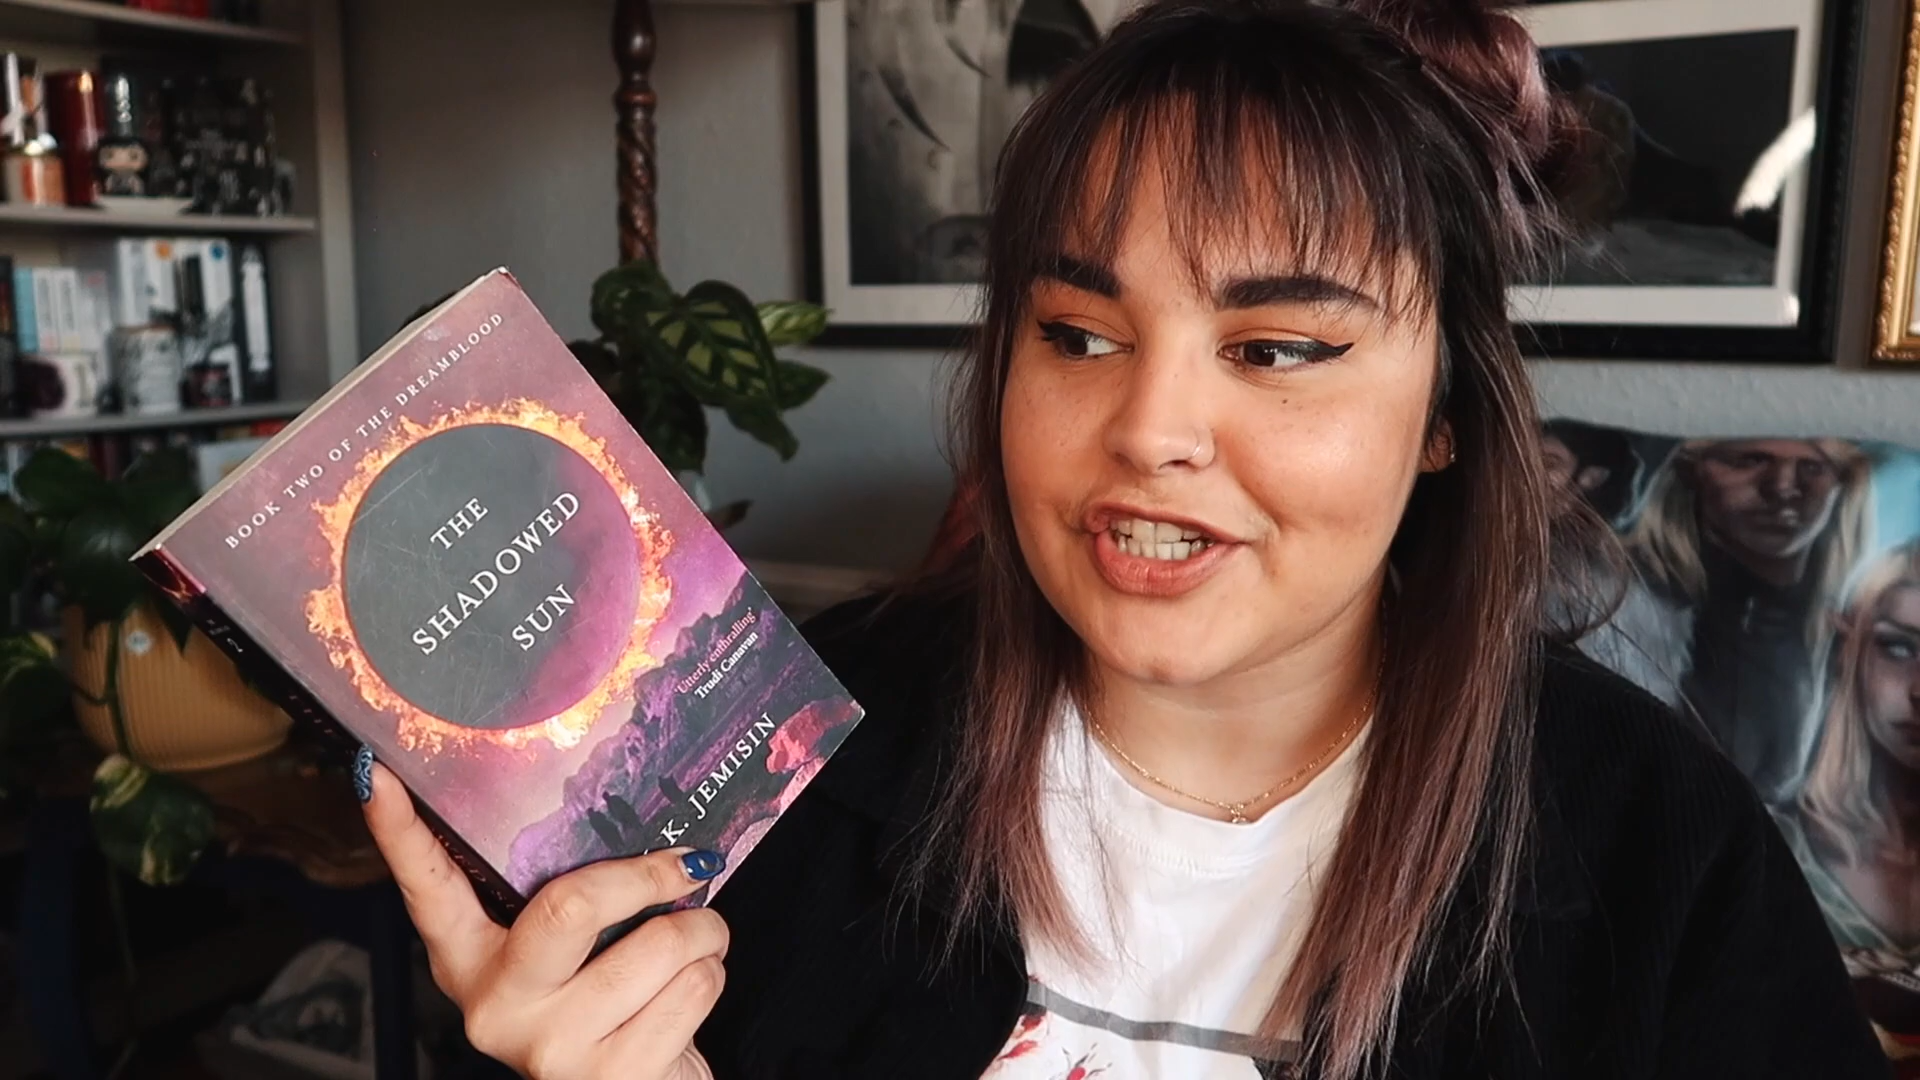 BOOK TWO OF THE DREAMBLOOD
THE
SHADOWED
SUN
'Utterly enthralling'
Trudi Canavan
K. JEMISIN